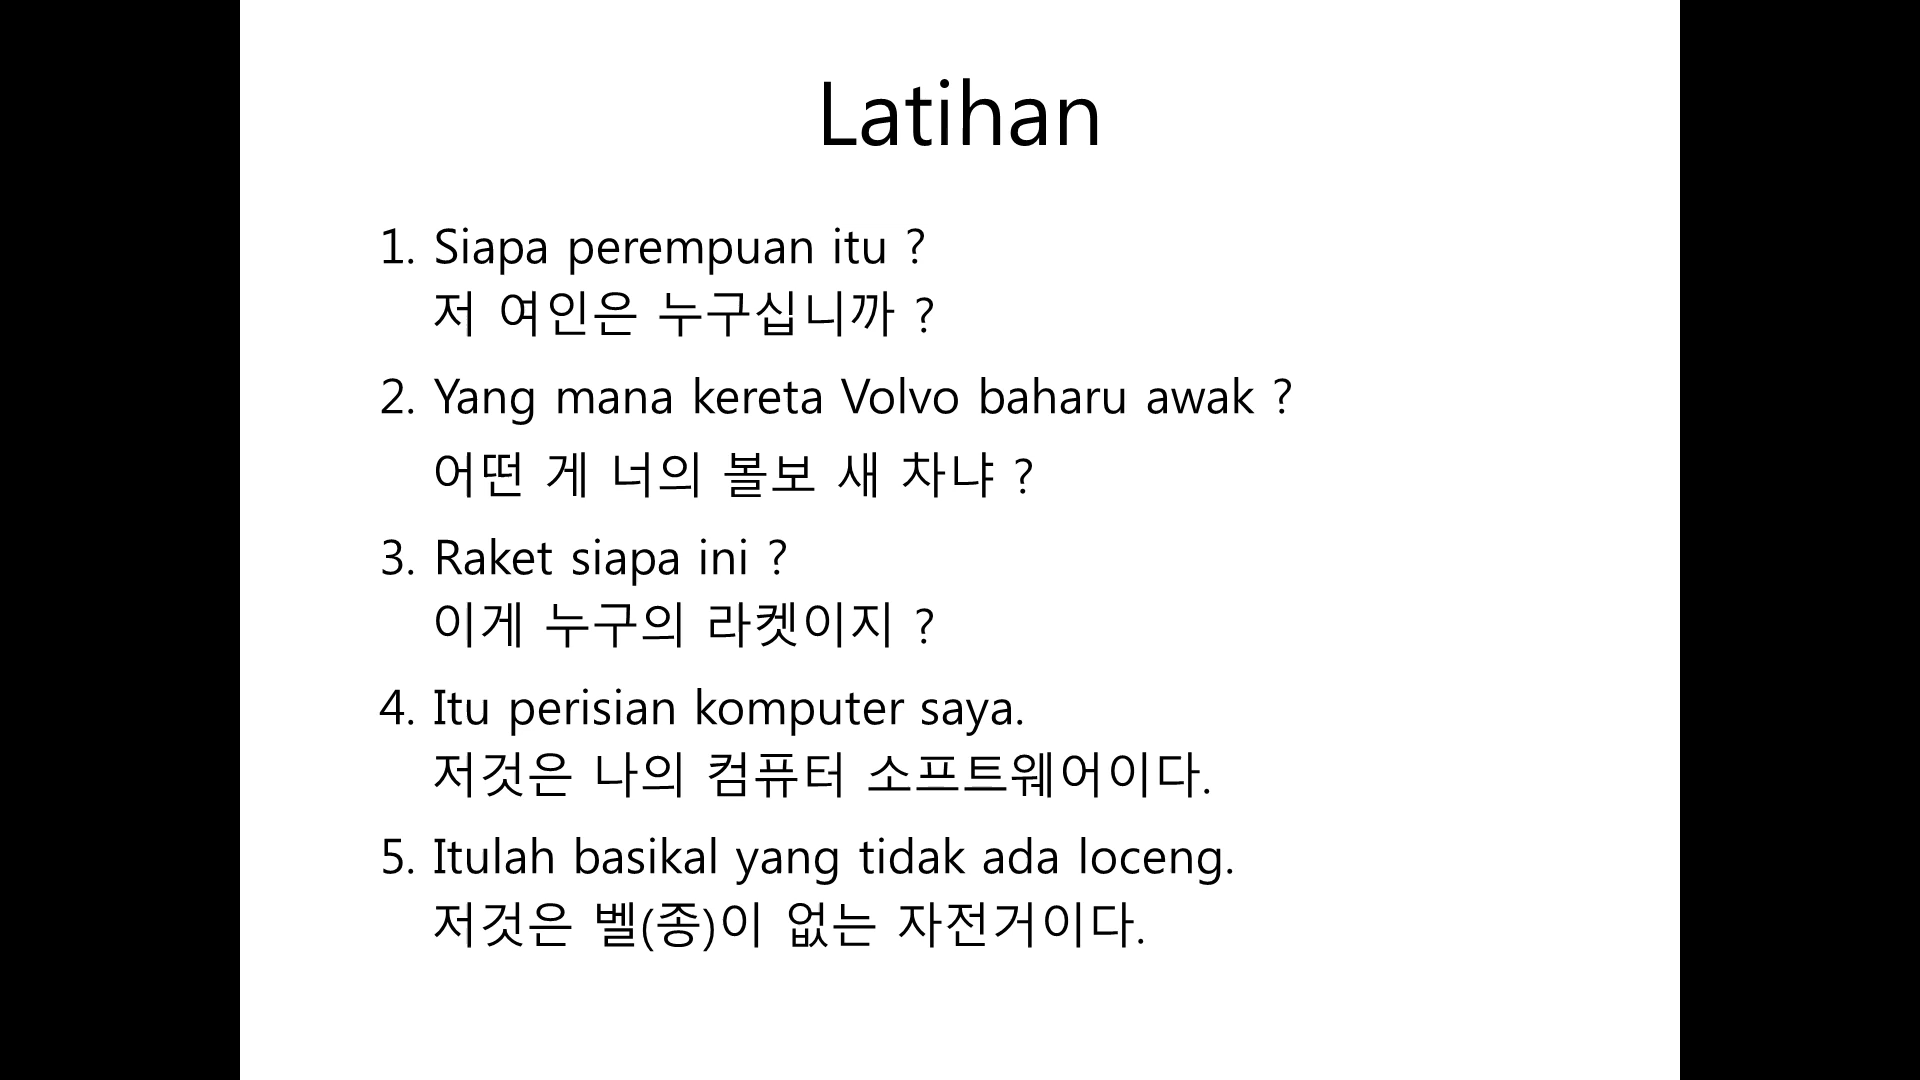 Latihan
1. Siapa perempuan itu ?
저 여인은 누구십니까 ?
2. Yang mana kereta Volvo baharu awak ?
어떤 게 너의 볼보 새 차냐 ?
3. Raket siapa ini ?
이게 누구의 라켓이지 ?
4. Itu perisian komputer saya.
저것은 나의 컴퓨터 소프트웨어이다.
5. Itulah basikal yang tidak ada loceng.
저것은 벨(종)이 없는 자전거이다.